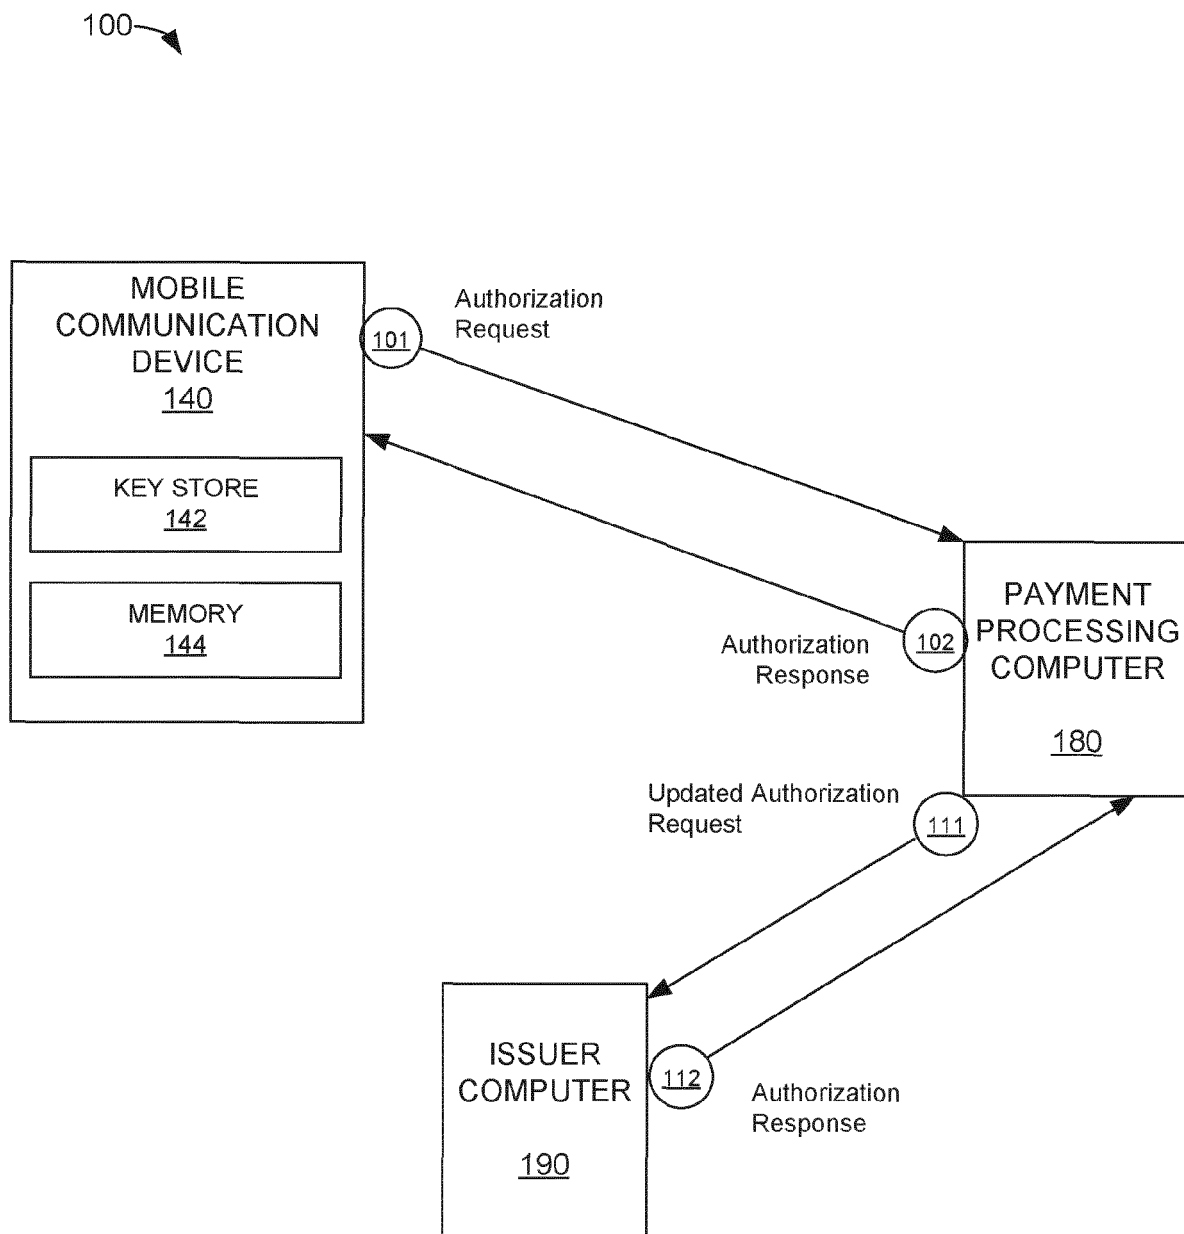 100
MOBILE
COMMUNICATION
DEVICE
140
KEY STORE
142
MEMORY
144
101
Authorization
Request
102
Authorization
Response
PAYMENT
PROCESSING
COMPUTER
180
Updated Authorization
Request
111
ISSUER
COMPUTER
190
112
Authorization
Response